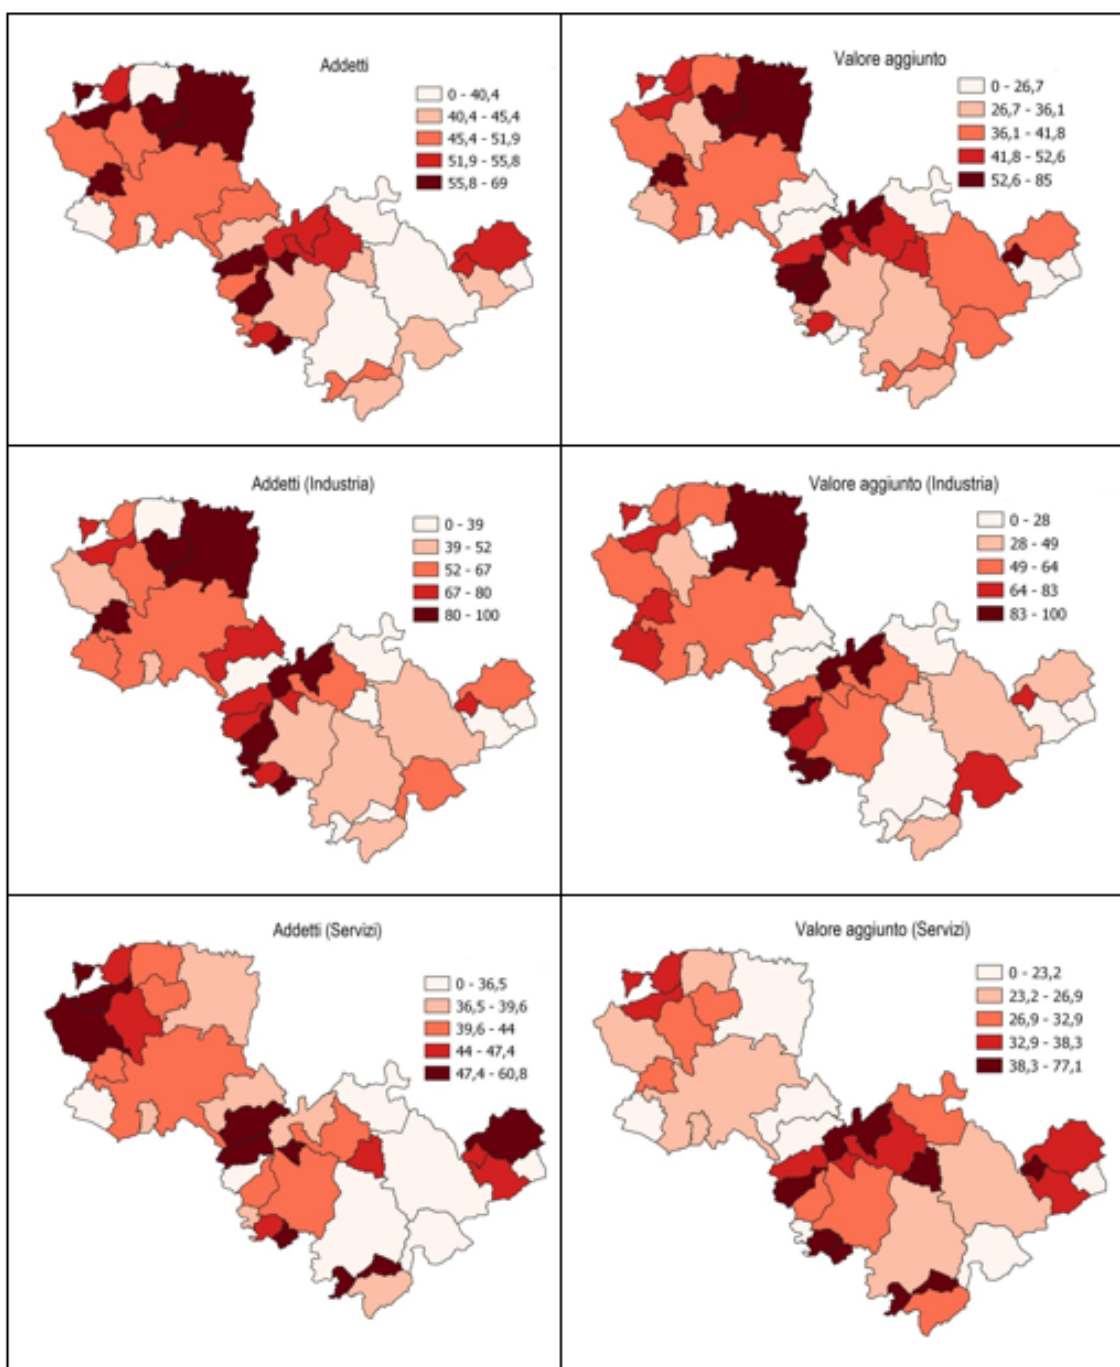 Addetti
0 - 40,4
40,4 - 45,4
45,4 - 51,9
51,9 - 55,8
55,8 - 69
Valore aggiunto
0 - 26,7
26,7 - 36,1
36,1 - 41,8
41,8 - 52,6
52,6 - 85
Addetti (Industria)
0 - 39
39 - 52
52 - 67
67 - 80
80 - 100
Valore aggiunto (Industria)
0 - 28
28 - 49
49 - 64
64 - 83
83 - 100
Addetti (Servizi)
0 - 36,5
36,5 - 39,6
39,6 - 44
44 - 47,4
47,4 - 60,8
Valore aggiunto (Servizi)
0 - 23,2
23,2 - 26,9
26,9 - 32,9
32,9 - 38,3
38,3 - 77,1